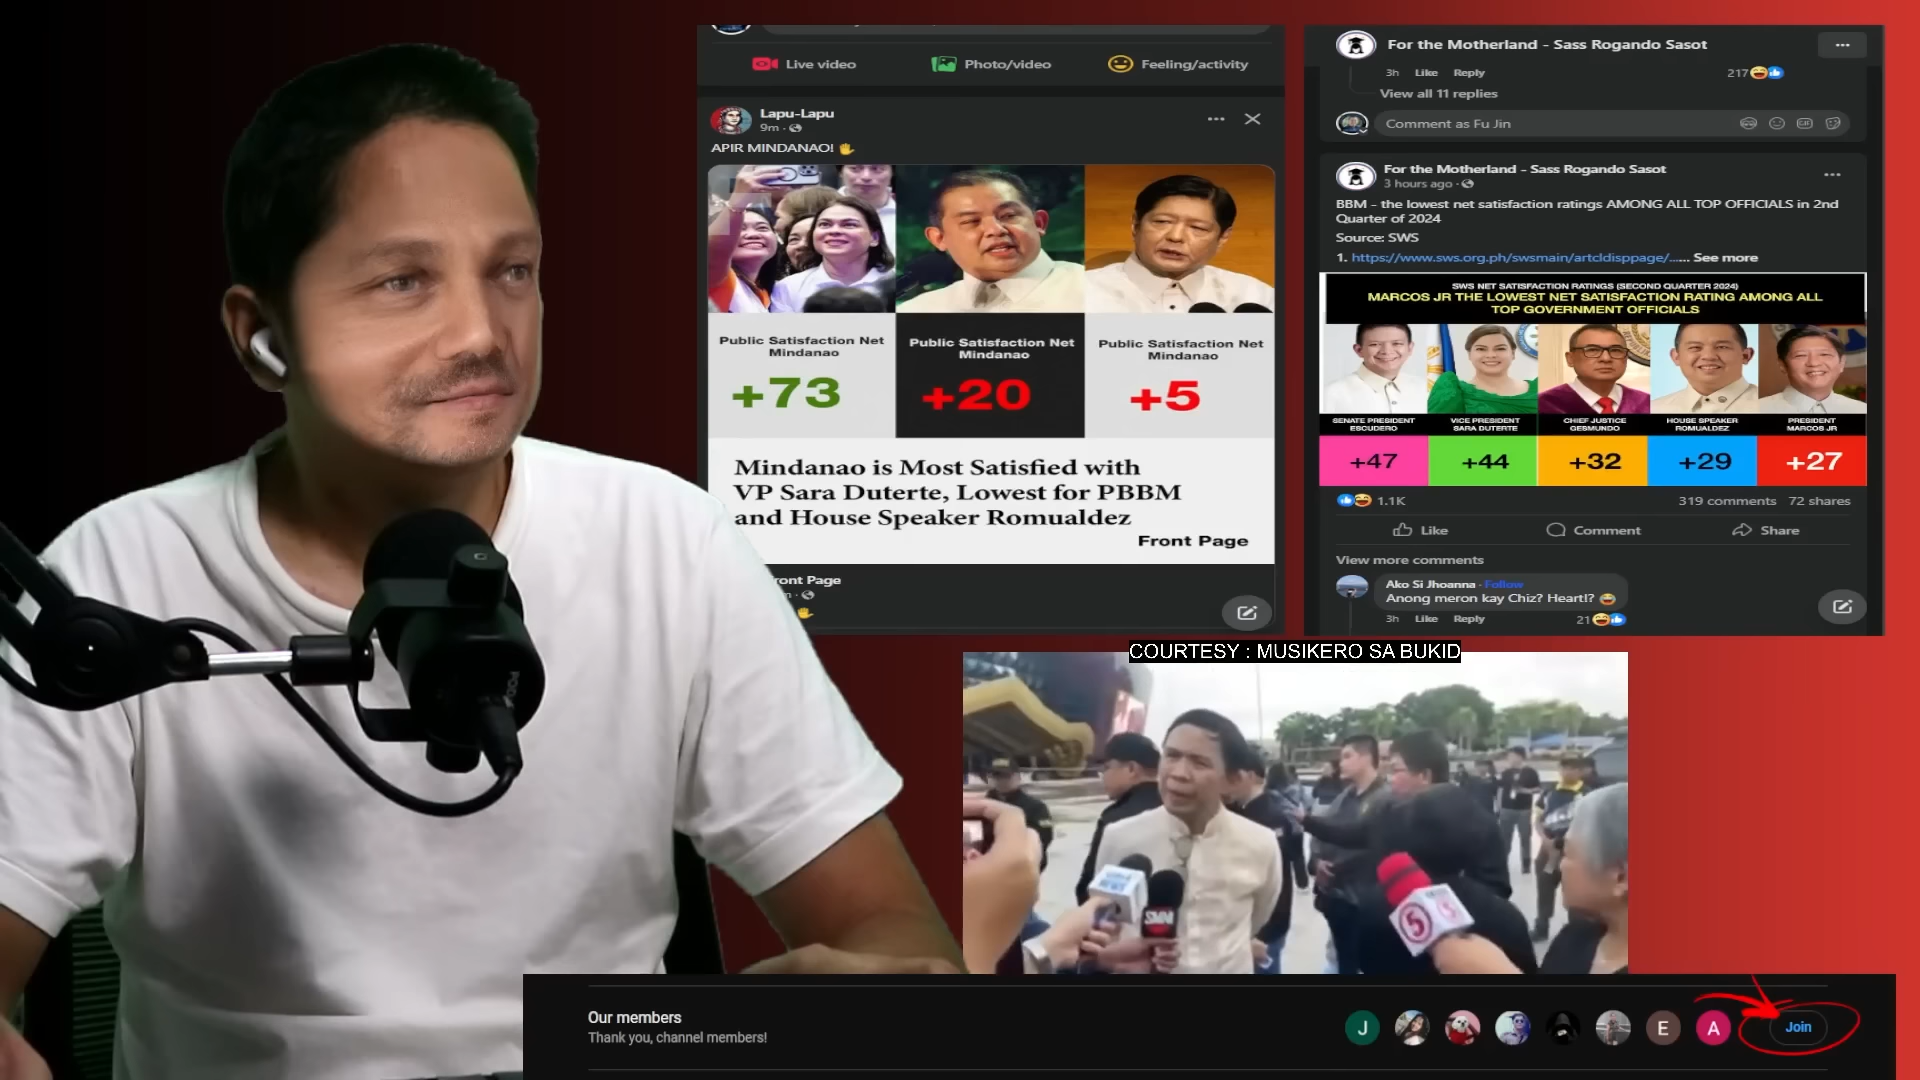 Live video
Photo/video
Feeling/activity
Lapu-Lapu
9m
APIR MINDANAO! 🖐
Public Satisfaction Net
Mindanao
+73
Public Satisfaction Net
Mindanao
+20
Public Satisfaction Net
Mindanao
+5
Mindanao is Most Satisfied with
VP Sara Duterte, Lowest for PBBM
and House Speaker Romualdez
Front Page
ront Page
For the Motherland - Sass Rogando Sasot
3h Like Reply
217
View all 11 replies
Comment as Fu Jin
For the Motherland - Sass Rogando Sasot
3 hours ago
BBM - the lowest net satisfaction ratings AMONG ALL TOP OFFICIALS in 2nd
Quarter of 2024
Source: SWS
1. https://www.sws.org.ph/swsmain/artcldisppage/...... See more
SWS NET SATISFACTION RATINGS (SECOND QUARTER 2024)
MARCOS JR THE LOWEST NET SATISFACTION RATING AMONG ALL
TOP GOVERNMENT OFFICIALS
SENATE PRESIDENT
ESCUDERO
VICE PRESIDENT
SARA DUTERTE
CHIEF JUSTICE
GESMUNDO
HOUSE SPEAKER
ROMUALDEZ
PRESIDENT
MARCOS JR
+47
+44
+32
+29
+27
1.1K
319 comments 72 shares
Like
Comment
Share
View more comments
Ako Si Jhoanna · Follow
Anong meron kay Chiz? Heart!? 😂
3h Like Reply
21
COURTESY : MUSIKERO SA BUKID
NEWS
SMNI
5
Our members
Thank you, channel members!
J
E
A
Join